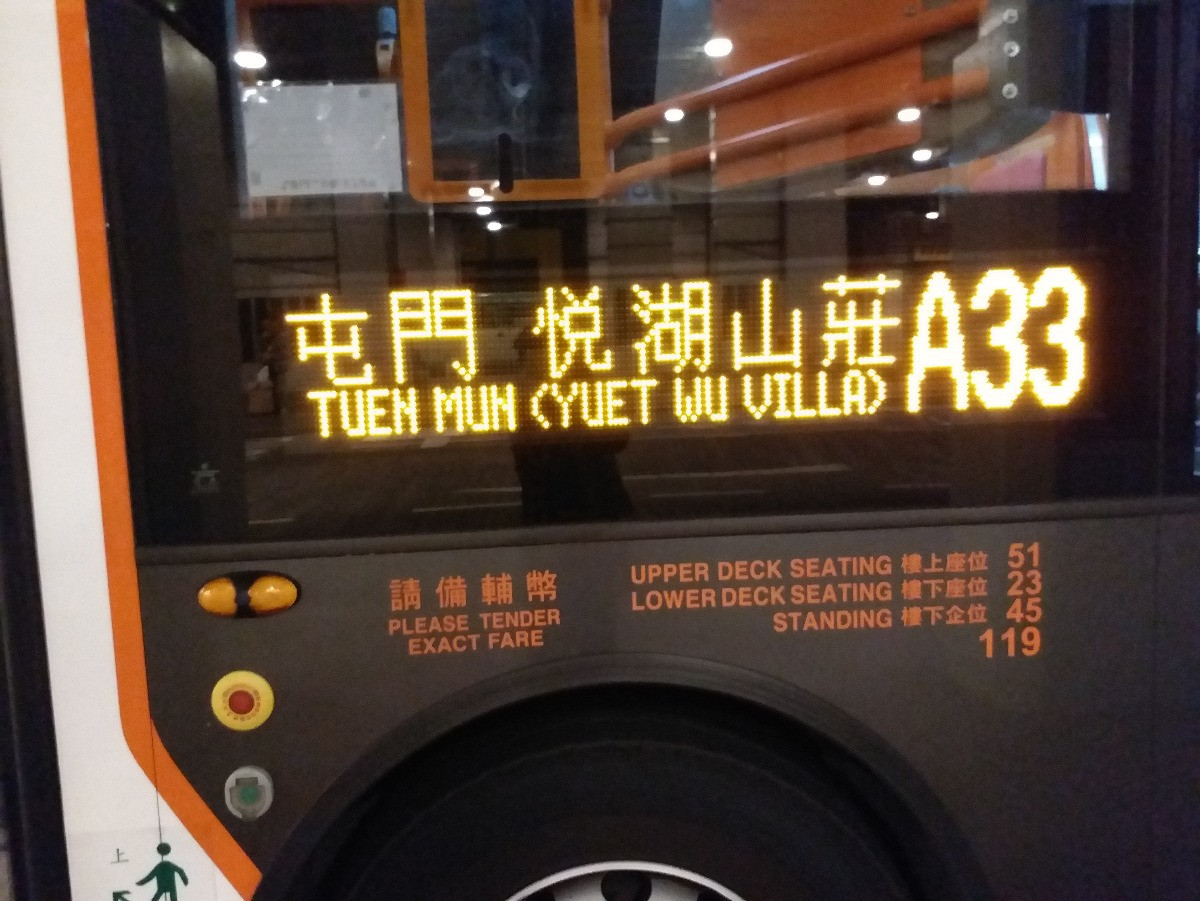 屯門 悅湖山莊 A33
TUEN MUN (YUET WU VILLA)
請備輔幣
PLEASE TENDER
EXACT FARE
UPPER DECK SEATING 樓上座位 51
LOWER DECK SEATING 樓下座位 23
STANDING 樓下企位 45
119
上